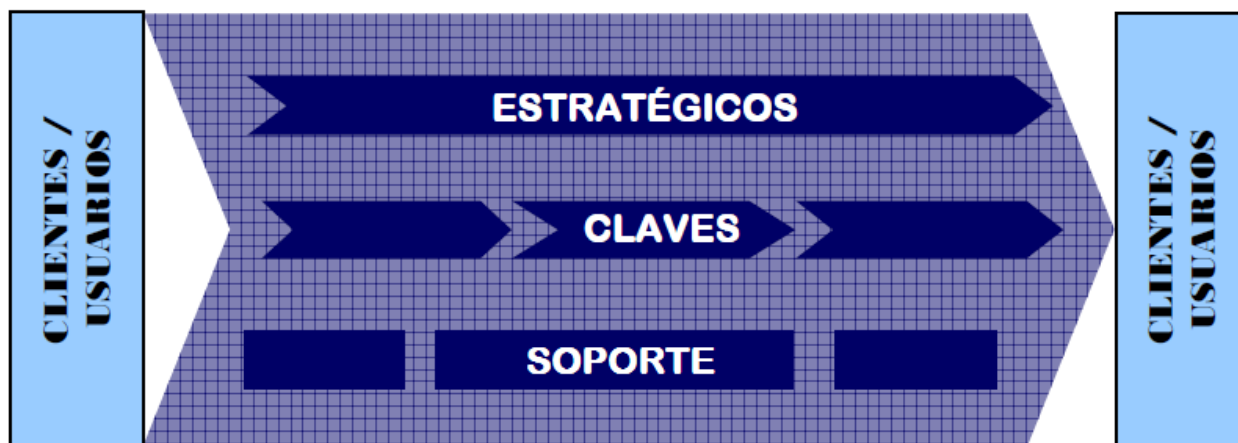 CLIENTES /
USUARIOS
ESTRATÉGICOS
CLAVES
SOPORTE
CLIENTES /
USUARIOS